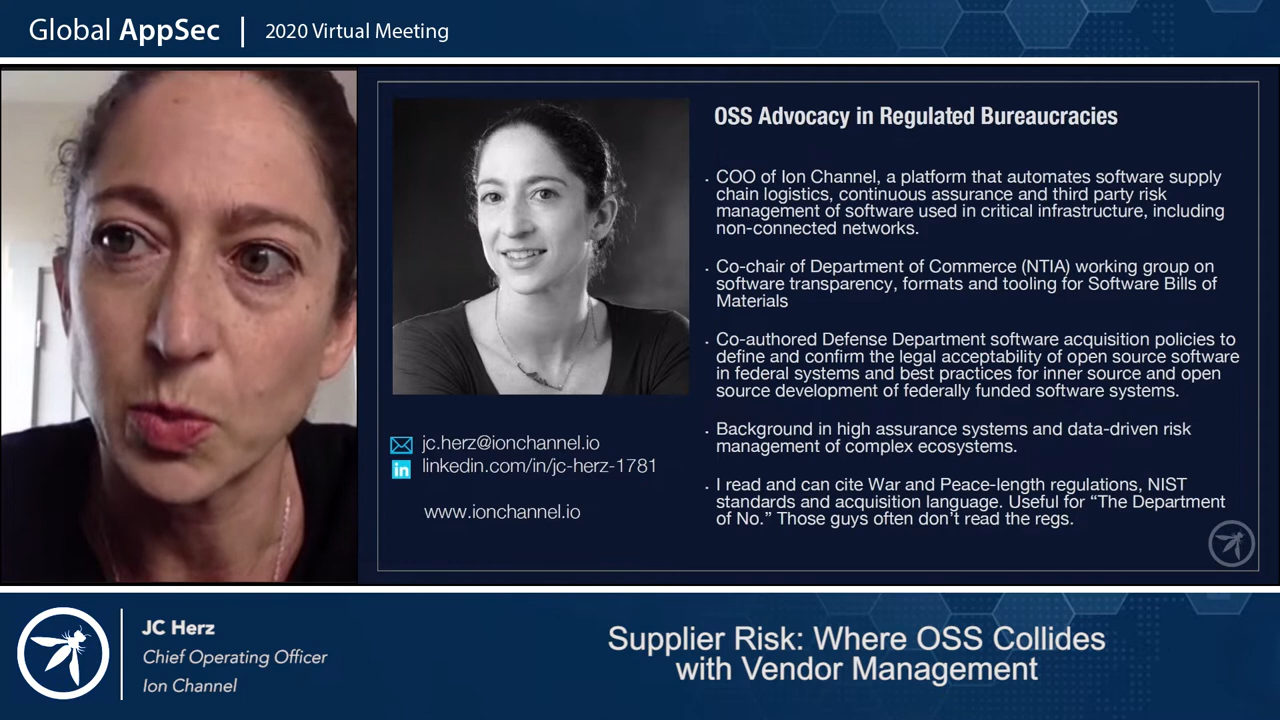 Global AppSec | 2020 Virtual Meeting
OSS Advocacy in Regulated Bureaucracies
. COO of Ion Channel, a platform that automates software supply
chain logistics, continuous assurance and third party risk
management of software used in critical infrastructure, including
non-connected networks.
. Co-chair of Department of Commerce (NTIA) working group on
software transparency, formats and tooling for Software Bills of
Materials
. Co-authored Defense Department software acquisition policies to
define and confirm the legal acceptability of open source software
in federal systems and best practices for inner source and open
source development of federally funded software systems.
. Background in high assurance systems and data-driven risk
management of complex ecosystems.
. I read and can cite War and Peace-length regulations, NIST
standards and acquisition language. Useful for “The Department
of No.” Those guys often don’t read the regs.
jc.herz@ionchannel.io
in linkedin.com/in/jc-herz-1781
www.ionchannel.io
JC Herz
Chief Operating Officer
Ion Channel
Supplier Risk: Where OSS Collides
with Vendor Management